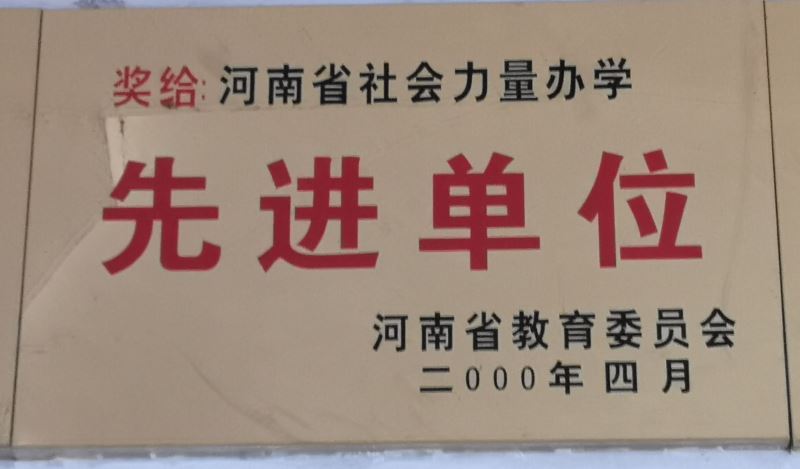 奖给:河南省社会力量办学
先进单位
河南省教育委员会
二000年四月